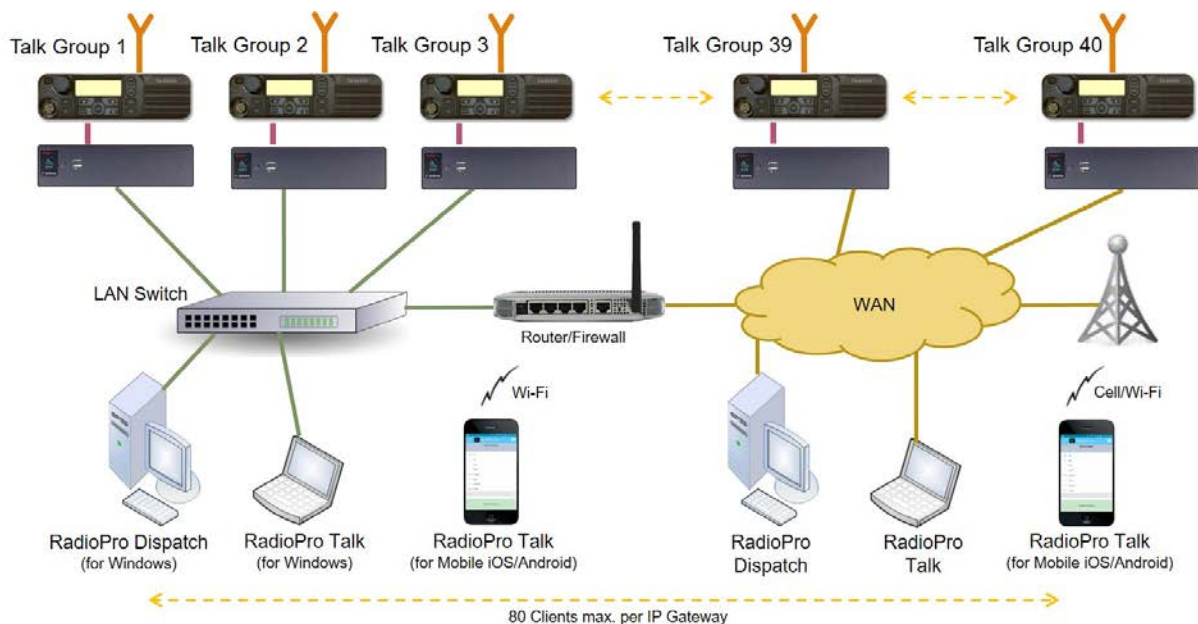 Talk Group 1
Talk Group 2
Talk Group 3
Talk Group 39
Talk Group 40
LAN Switch
Router/Firewall
WAN
Wi-Fi
Cell/Wi-Fi
RadioPro Dispatch
(for Windows)
RadioPro Talk
(for Windows)
RadioPro Talk
(for Mobile iOS/Android)
RadioPro
Dispatch
RadioPro
Talk
RadioPro Talk
(for Mobile iOS/Android)
80 Clients max. per IP Gateway